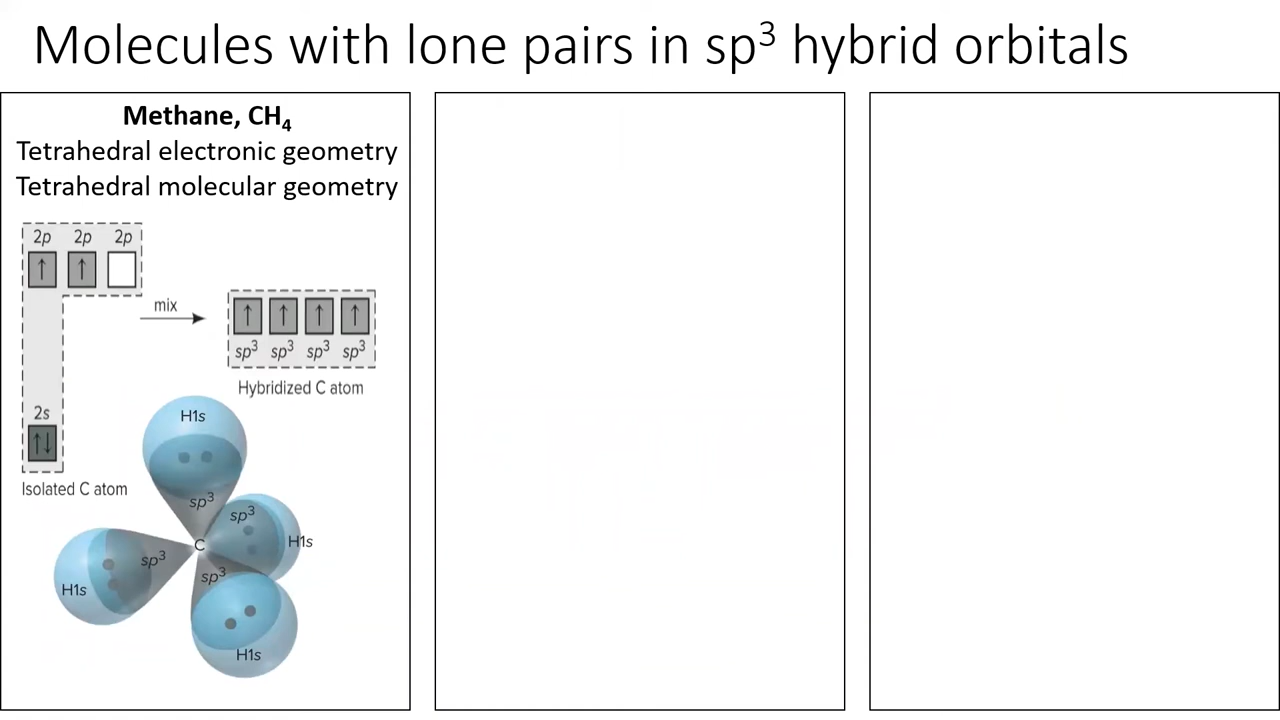 Molecules with lone pairs in sp³ hybrid orbitals
Methane, CH₄
Tetrahedral electronic geometry
Tetrahedral molecular geometry
2p 2p 2p
↑ ↑
mix
↑ ↑ ↑ ↑
sp³ sp³ sp³ sp³
Hybridized C atom
2s
↑↓
Isolated C atom
H1s
sp³
sp³
C
H1s
sp³
sp³
H1s
H1s